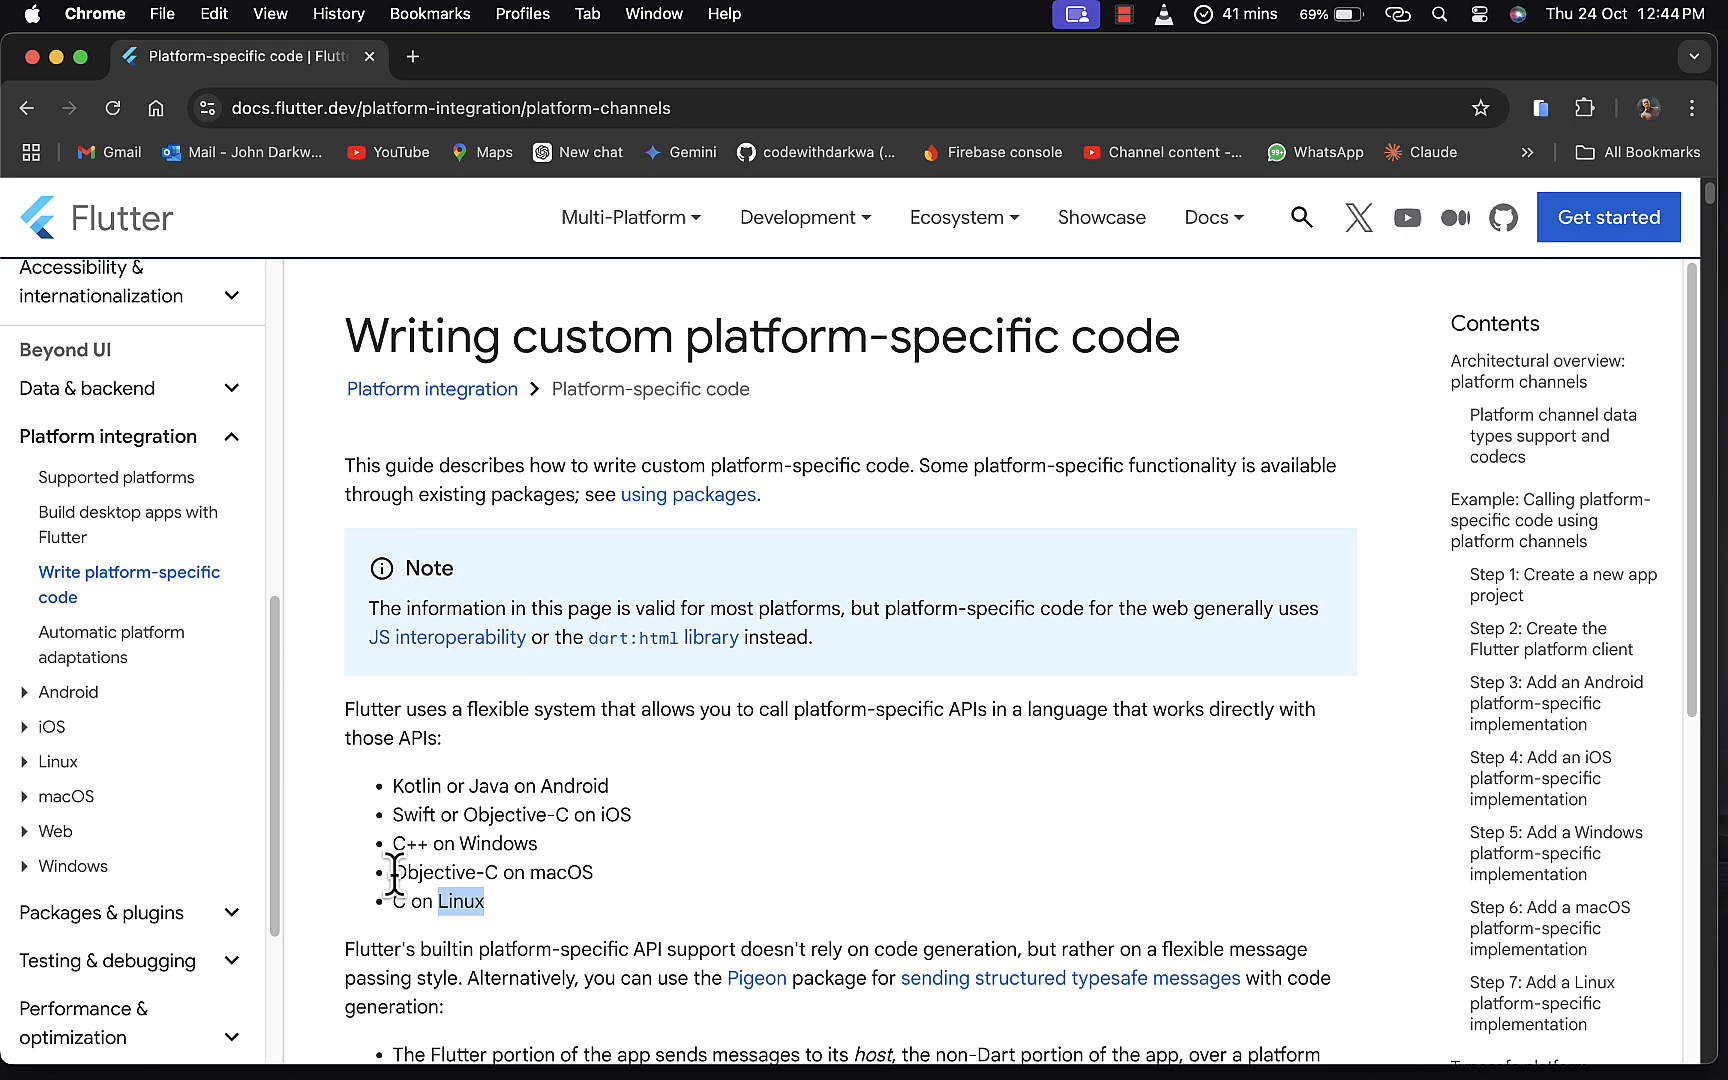 Chrome File Edit View History Bookmarks Profiles Tab Window Help 41 mins 69% Thu 24 Oct 12:44 PM
Platform-specific code | Flutt
docs.flutter.dev/platform-integration/platform-channels
Gmail Mail - John Darkw... YouTube Maps New chat Gemini codewithdarkwa (... Firebase console Channel content -... 99+ WhatsApp Claude All Bookmarks
Flutter Multi-Platform Development Ecosystem Showcase Docs Get started
Accessibility &
internationalization
Beyond UI
Data & backend
Platform integration
Supported platforms
Build desktop apps with
Flutter
Write platform-specific
code
Automatic platform
adaptations
Android
iOS
Linux
macOS
Web
Windows
Packages & plugins
Testing & debugging
Performance &
optimization
Writing custom platform-specific code
Platform integration Platform-specific code
This guide describes how to write custom platform-specific code. Some platform-specific functionality is available
through existing packages; see using packages.
Note
The information in this page is valid for most platforms, but platform-specific code for the web generally uses
JS interoperability or the dart:html library instead.
Flutter uses a flexible system that allows you to call platform-specific APIs in a language that works directly with
those APIs:
• Kotlin or Java on Android
• Swift or Objective-C on iOS
• C++ on Windows
• Objective-C on macOS
• C on Linux
Flutter's builtin platform-specific API support doesn't rely on code generation, but rather on a flexible message
passing style. Alternatively, you can use the Pigeon package for sending structured typesafe messages with code
generation:
• The Flutter portion of the app sends messages to its host, the non-Dart portion of the app, over a platform
Contents
Architectural overview:
platform channels
Platform channel data
types support and
codecs
Example: Calling platform-
specific code using
platform channels
Step 1: Create a new app
project
Step 2: Create the
Flutter platform client
Step 3: Add an Android
platform-specific
implementation
Step 4: Add an iOS
platform-specific
implementation
Step 5: Add a Windows
platform-specific
implementation
Step 6: Add a macOS
platform-specific
implementation
Step 7: Add a Linux
platform-specific
implementation